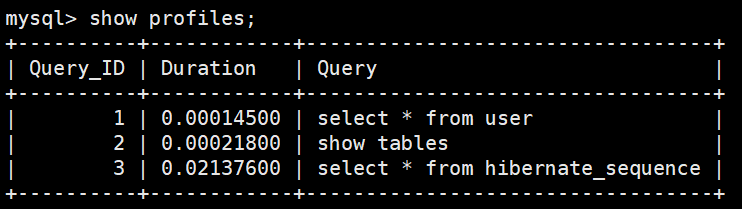 mysql> show profiles;
+----------+------------+----------------------------------+
| Query_ID | Duration   | Query                            |
+----------+------------+----------------------------------+
|        1 | 0.00014500 | select * from user               |
|        2 | 0.00021800 | show tables                      |
|        3 | 0.02137600 | select * from hibernate_sequence |
+----------+------------+----------------------------------+